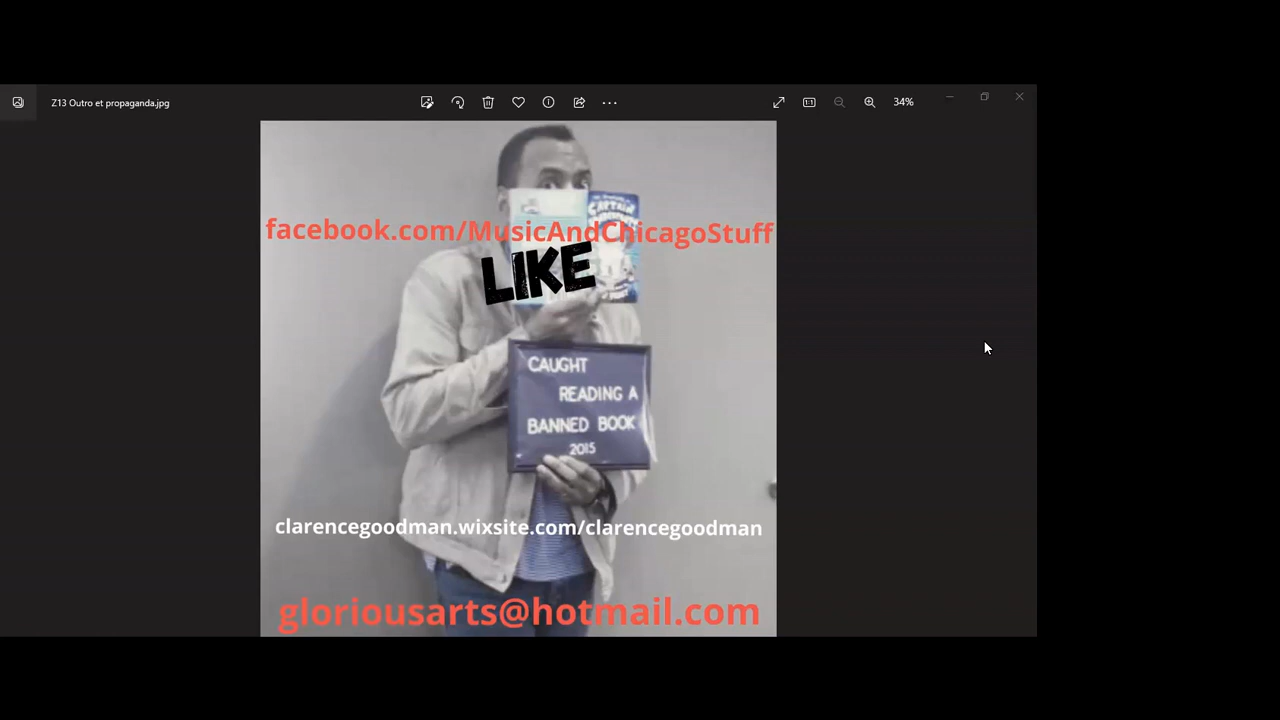 Z13 Outro et propaganda.jpg
34%
CAPTAIN
facebook.com/MusicAndChicagoStuff
LIKE
CAUGHT
READING A
BANNED BOOK
2015
clarencegoodman.wixsite.com/clarencegoodman
gloriousarts@hotmail.com